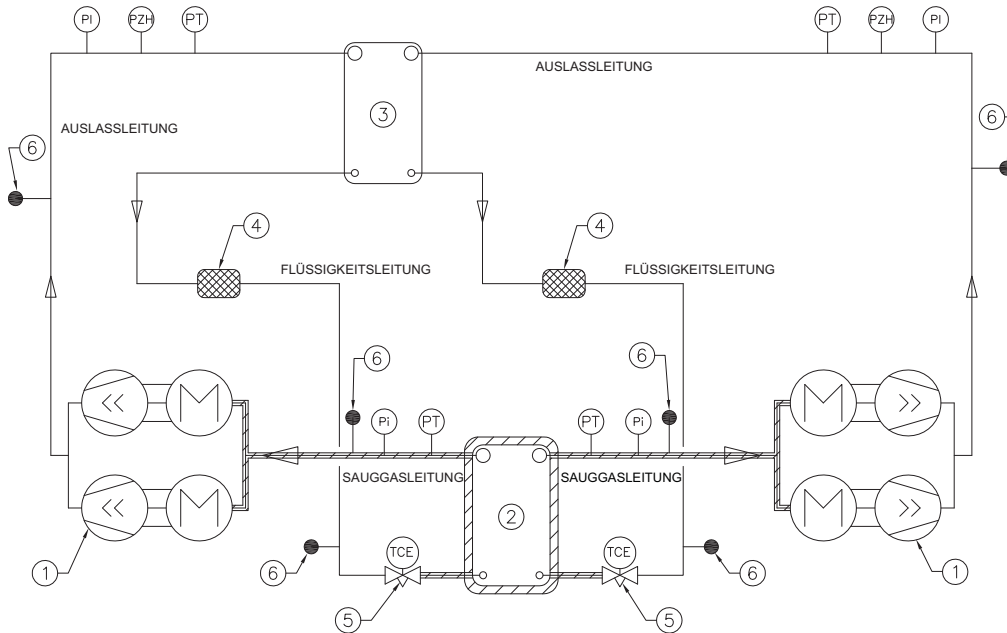 PI PZH PT PT PZH PI
AUSLASSLEITUNG
3
6
AUSLASSLEITUNG
6
4 4
FLÜSSIGKEITSLEITUNG FLÜSSIGKEITSLEITUNG
6 6
M M
Pi PT PT Pi
SAUGGASLEITUNG SAUGGASLEITUNG
M 2 M
6 TCE TCE 6
1 1
5 5